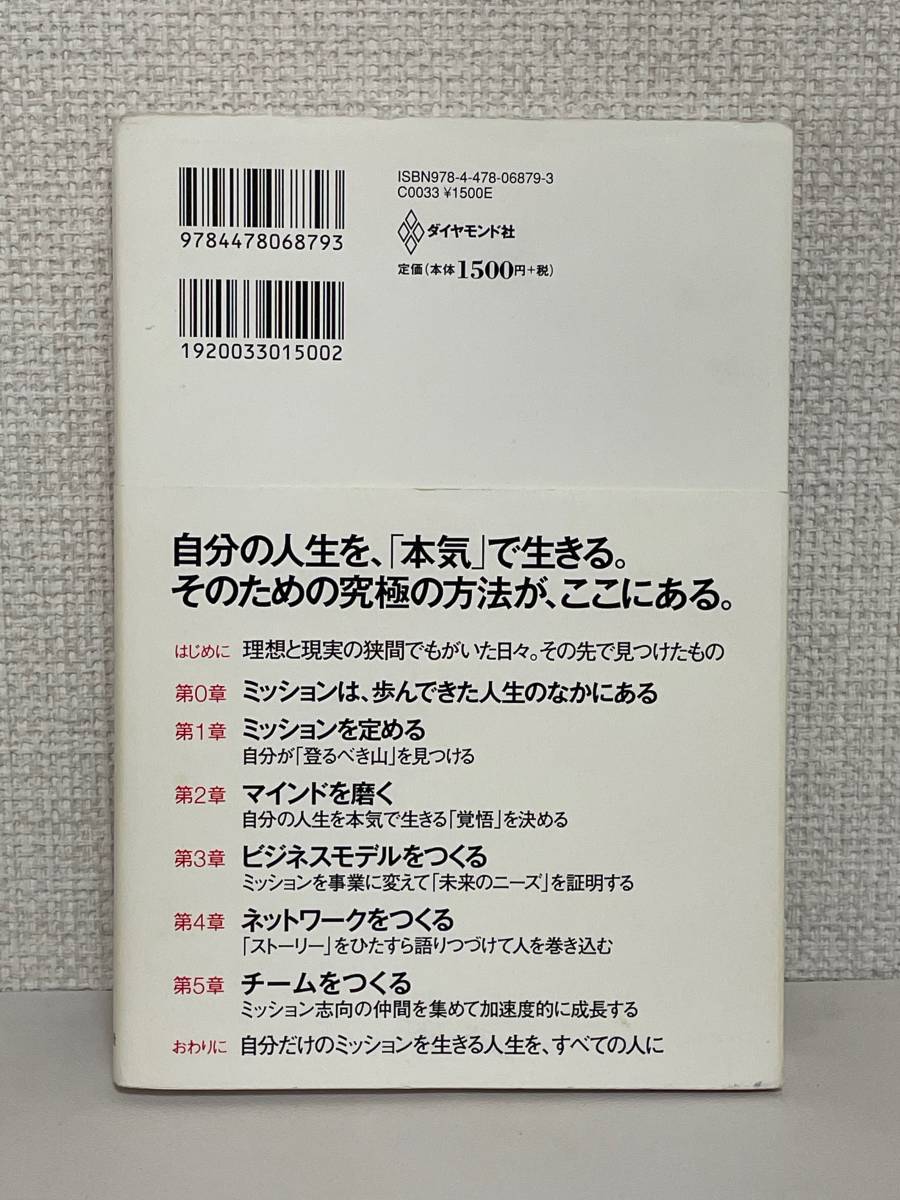 ISBN978-4-478-06879-3
C0033 ¥1500E
9784478068793
ダイヤモンド社
定価(本体1500円+税)
1920033015002
自分の人生を、「本気」で生きる。
そのための究極の方法が、ここにある。
はじめに 理想と現実の狭間でもがいた日々。その先で見つけたもの
第0章 ミッションは、歩んできた人生のなかにある
第1章 ミッションを定める
自分が「登るべき山」を見つける
第2章 マインドを磨く
自分の人生を本気で生きる「覚悟」を決める
第3章 ビジネスモデルをつくる
ミッションを事業に変えて「未来のニーズ」を証明する
第4章 ネットワークをつくる
「ストーリー」をひたすら語りつづけて人を巻き込む
第5章 チームをつくる
ミッション志向の仲間を集めて加速度的に成長する
おわりに 自分だけのミッションを生きる人生を、すべての人に